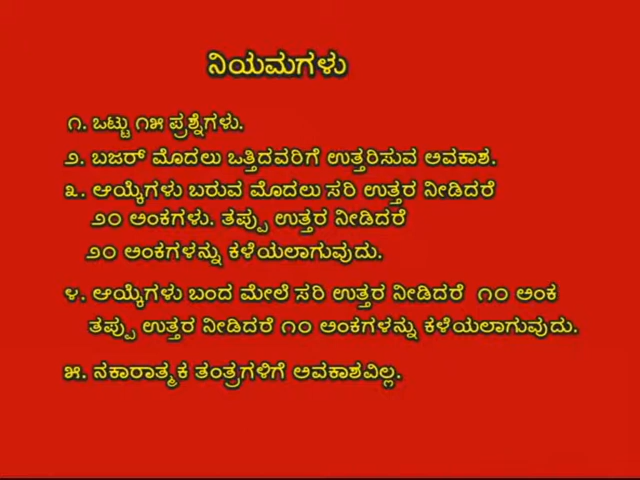 ನಿಯಮಗಳು
೧. ಒಟ್ಟು ೧೫ ಪ್ರಶ್ನೆಗಳು.
೨. ಬಜರ್ ಮೊದಲು ಒತ್ತಿದವರಿಗೆ ಉತ್ತರಿಸುವ ಅವಕಾಶ.
೩. ಆಯ್ಕೆಗಳು ಬರುವ ಮೊದಲು ಸರಿ ಉತ್ತರ ನೀಡಿದರೆ
೨೦ ಅಂಕಗಳು. ತಪ್ಪು ಉತ್ತರ ನೀಡಿದರೆ
೨೦ ಅಂಕಗಳನ್ನು ಕಳೆಯಲಾಗುವುದು.
೪. ಆಯ್ಕೆಗಳು ಬಂದ ಮೇಲೆ ಸರಿ ಉತ್ತರ ನೀಡಿದರೆ ೧೦ ಅಂಕ
ತಪ್ಪು ಉತ್ತರ ನೀಡಿದರೆ ೧೦ ಅಂಕಗಳನ್ನು ಕಳೆಯಲಾಗುವುದು.
೫. ನಕಾರಾತ್ಮಕ ತಂತ್ರಗಳಿಗೆ ಅವಕಾಶವಿಲ್ಲ.